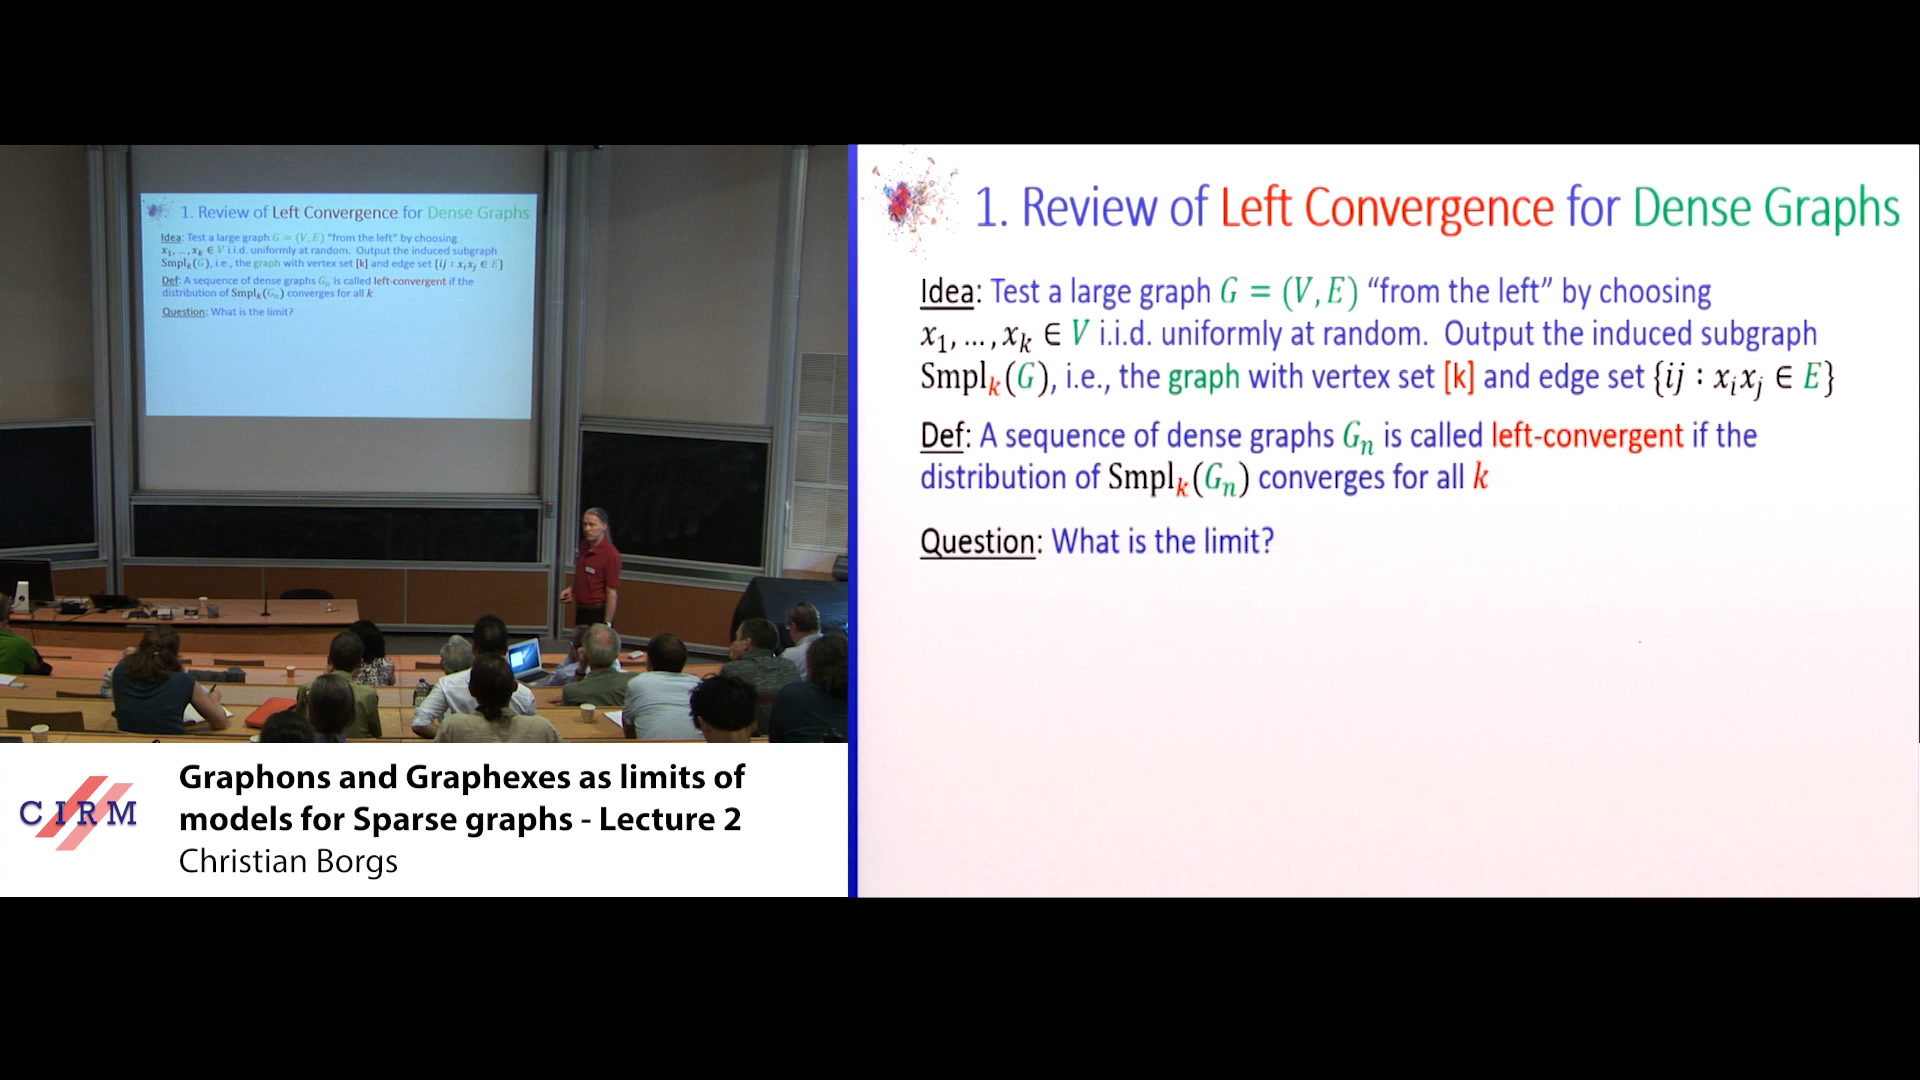 1. Review of Left Convergence for Dense Graphs
Idea: Test a large graph G = (V, E) "from the left" by choosing
x₁, ..., xₖ ∈ V i.i.d. uniformly at random. Output the induced subgraph
Smplₖ(G), i.e., the graph with vertex set [k] and edge set {ij : xᵢxⱼ ∈ E}
Def: A sequence of dense graphs Gₙ is called left-convergent if the
distribution of Smplₖ(Gₙ) converges for all k
Question: What is the limit?
1. Review of Left Convergence for Dense Graphs
Idea: Test a large graph G = (V, E) “from the left” by choosing
x₁, ..., xₖ ∈ V i.i.d. uniformly at random. Output the induced subgraph
Smplₖ(G), i.e., the graph with vertex set [k] and edge set {ij : xᵢxⱼ ∈ E}
Def: A sequence of dense graphs Gₙ is called left-convergent if the
distribution of Smplₖ(Gₙ) converges for all k
Question: What is the limit?
CIRM
Graphons and Graphexes as limits of
models for Sparse graphs - Lecture 2
Christian Borgs